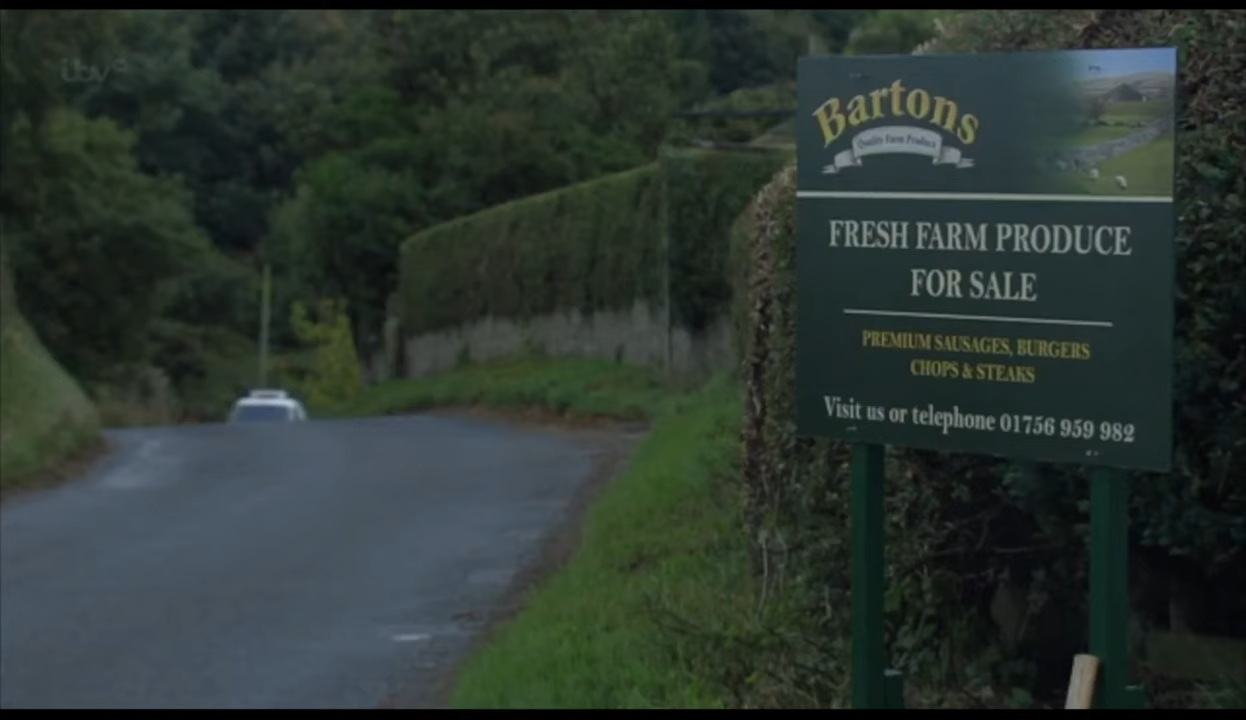 itv
Bartons
Quality Farm Produce
FRESH FARM PRODUCE
FOR SALE
PREMIUM SAUSAGES, BURGERS
CHOPS & STEAKS
Visit us or telephone 01756 959 982